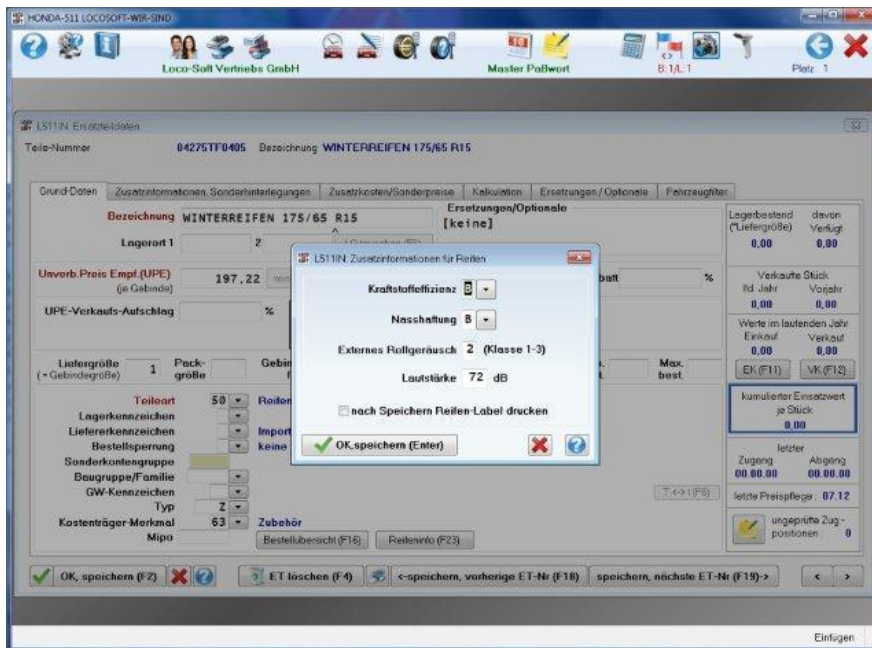 HONDA-511 LOCOSOFT-WIR-SIND
Loco-Soft Vertriebs GmbH
Master Paßwort
B:1/L:1
Platz 1
L511IN: Ersatzteildaten
Teile-Nummer 04275TF0405 Bezeichnung WINTERREIFEN 175/65 R15
Grund-Daten Zusatzinformationen, Sonderhinterlegungen Zusatzkosten/Sonderpreise Kalkulation Ersetzungen/Optionale Fahrzeugfilter
Bezeichnung WINTERREIFEN 175/65 R15
Ersetzungen/Optionale
[keine]
Lagerort 1 2
Unverb.Preis Empf.(UPE) 197,22
(je Gebinde)
%
UPE-Verkaufs-Aufschlag %
Liefergröße 1
(=Gebindegröße)
Pack-
größe
Max.
best.
Teileart 50
Lagerkennzeichen
Liefererkennzeichen Import
Bestellsperrung keine
Sonderkontengruppe
Baugruppe/Familie
GW-Kennzeichen
Typ Z
Kostenträger-Merkmal 63 Zubehör
Mipa
Bestellübersicht (F16) Reifeninfo (F23)
T<->t (F6)
L511IN: Zusatzinformationen für Reifen
Kraftstoffeffizienz B
Nasshaftung B
Externes Rollgeräusch 2 (Klasse 1-3)
Lautstärke 72 dB
nach Speichern Reifen-Label drucken
OK, speichern (Enter)
Lagerbestand davon
(*Liefergröße) Verfügt
0,00 0,00
Verkaufte Stück
lfd. Jahr Vorjahr
0,00 0,00
Werte im laufenden Jahr
Einkauf Verkauf
0,00 0,00
EK (F11) VK (F12)
kumulierter Einsatzwert
je Stück
0,00
letzter
Zugang Abgang
00.00.00 00.00.00
letzte Preispflege: 07.12
ungeprüfte Zug-
positionen: 0
OK, speichern (F2) ET löschen (F4) <-speichern, vorherige ET-Nr (F18) speichern, nächste ET-Nr (F19)-> < >
Einfügen